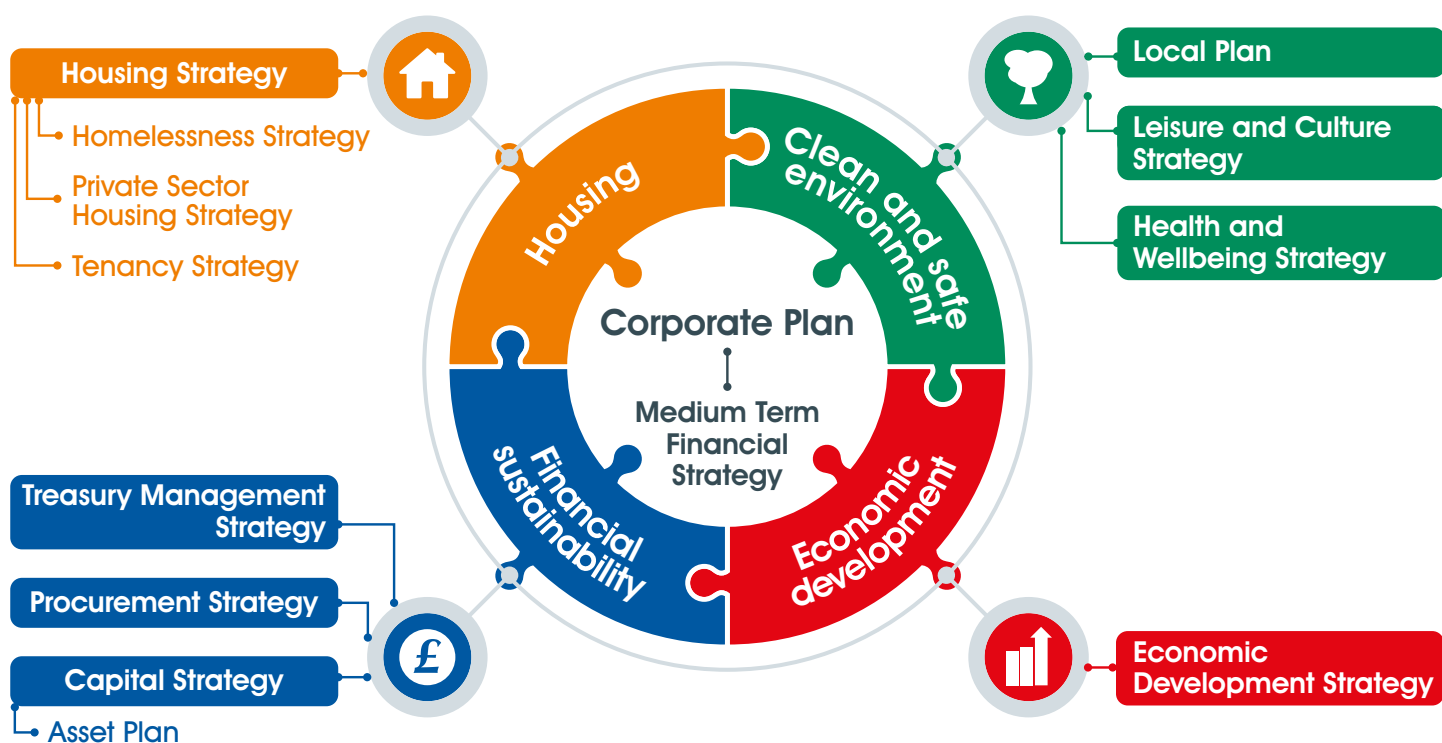 Housing Strategy
Homelessness Strategy
Private Sector
Housing Strategy
Tenancy Strategy
Local Plan
Leisure and Culture
Strategy
Health and
Wellbeing Strategy
Housing
Clean and safe
environment
Corporate Plan
Medium Term
Financial
Strategy
Financial
sustainability
Economic
development
Treasury Management
Strategy
Procurement Strategy
Capital Strategy
Asset Plan
£
Economic
Development Strategy